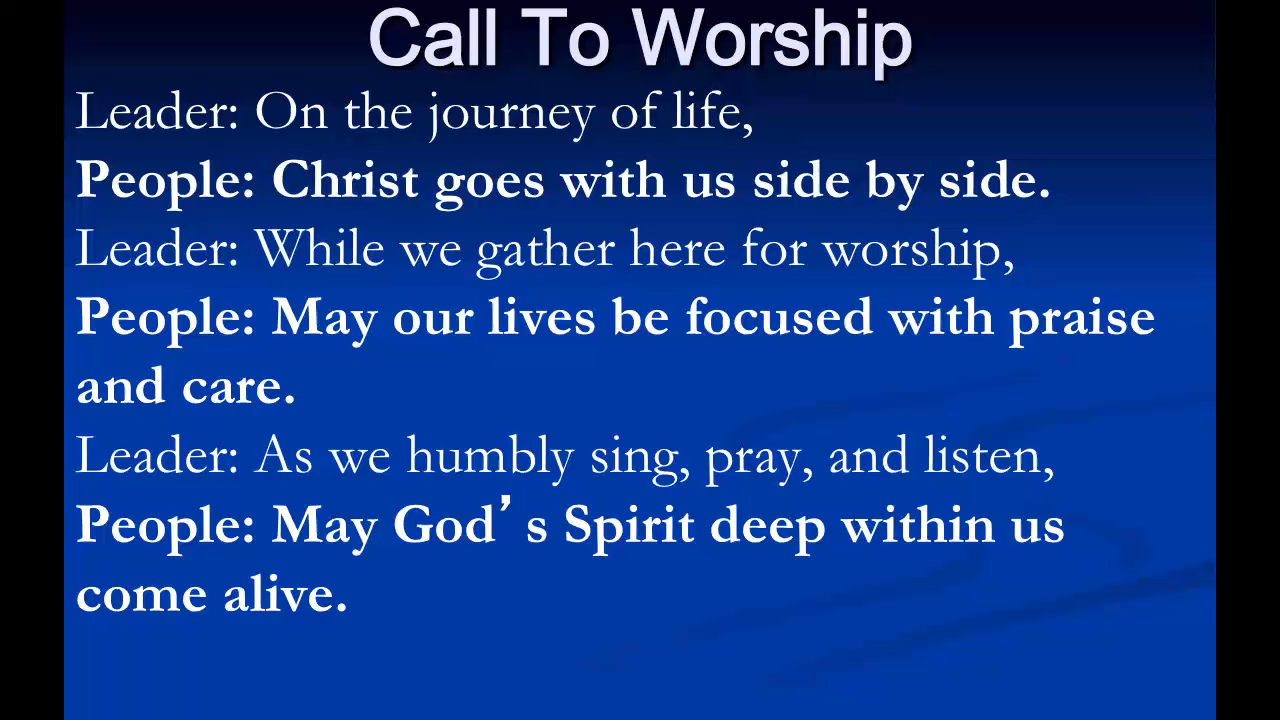 Call To Worship
Leader: On the journey of life,
People: Christ goes with us side by side.
Leader: While we gather here for worship,
People: May our lives be focused with praise
and care.
Leader: As we humbly sing, pray, and listen,
People: May God’s Spirit deep within us
come alive.